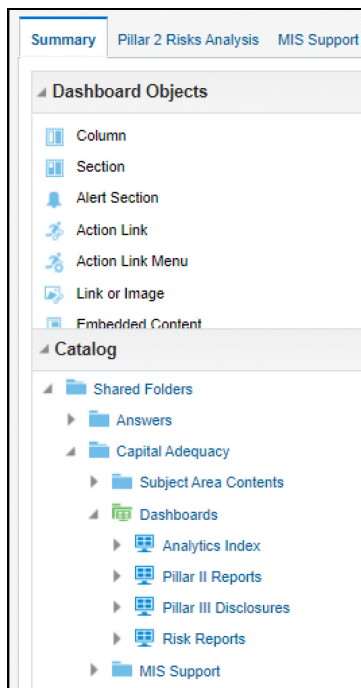 Summary Pillar 2 Risks Analysis MIS Support
Dashboard Objects
Column
Section
Alert Section
Action Link
Action Link Menu
Link or Image
Embedded Content
Catalog
Shared Folders
Answers
Capital Adequacy
Subject Area Contents
Dashboards
Analytics Index
Pillar II Reports
Pillar III Disclosures
Risk Reports
MIS Support